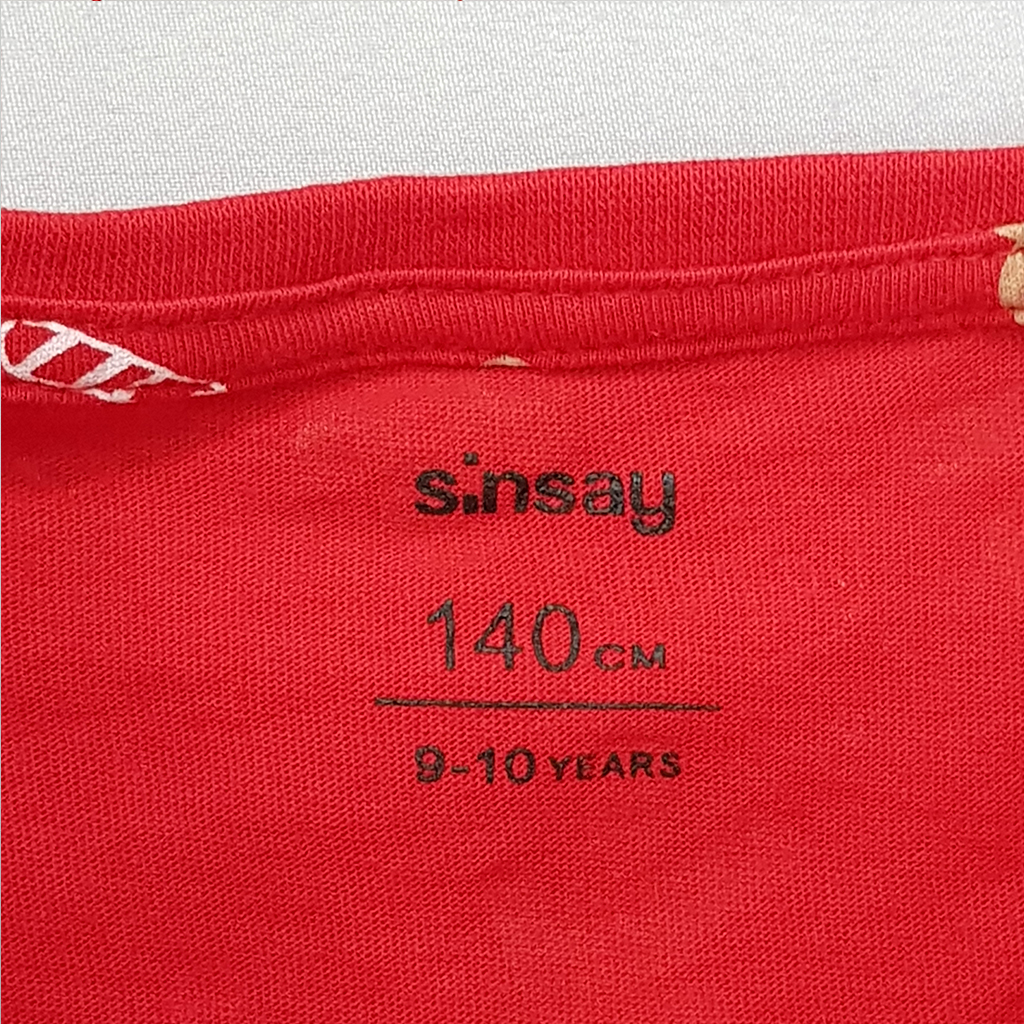 sinsay
140 CM
9-10 YEARS